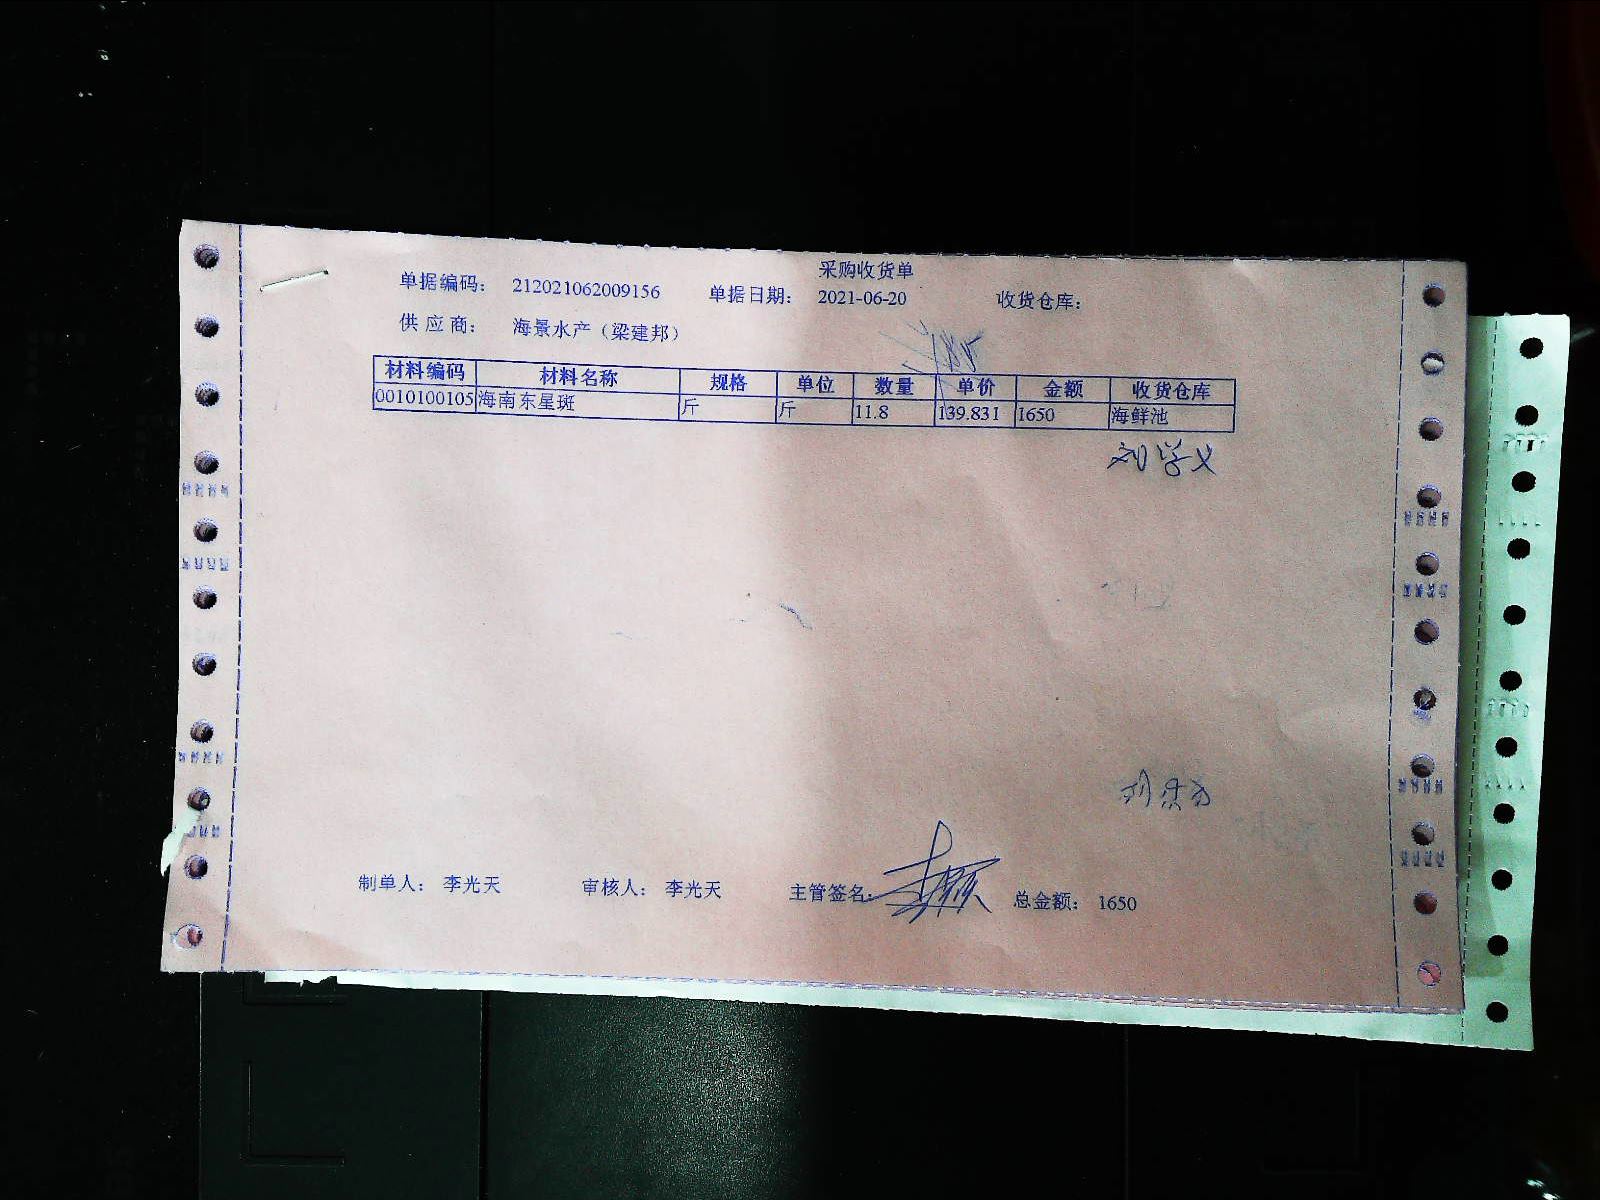 采购收货单
单据编码： 212021062009156 单据日期： 2021-06-20 收货仓库：
供 应 商： 海景水产（梁建邦）
材料编码 材料名称 规格 单位 数量 单价 金额 收货仓库
0010100105 海南东星斑 斤 斤 11.8 139.831 1650 海鲜池
刘学义
制单人： 李光天 审核人： 李光天 主管签名： 总金额： 1650